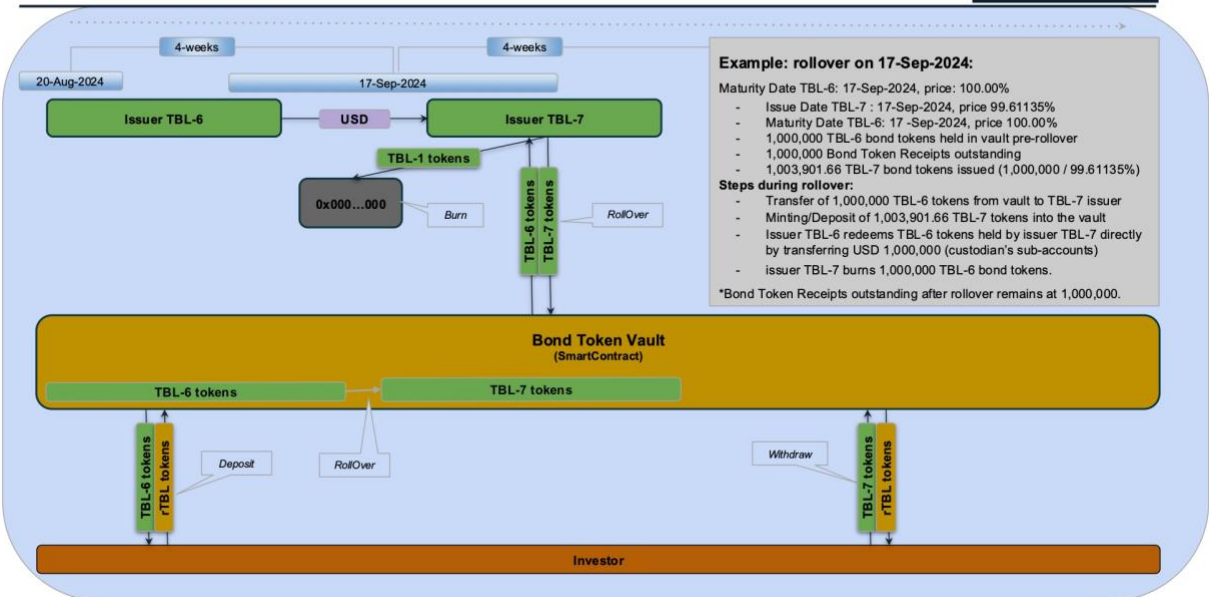 4-weeks
4-weeks
20-Aug-2024
17-Sep-2024
Issuer TBL-6
USD
Issuer TBL-7
TBL-1 tokens
0x000...000
Burn
TBL-6 tokens
TBL-7 tokens
RollOver
Example: rollover on 17-Sep-2024:
Maturity Date TBL-6: 17-Sep-2024, price: 100.00%
- Issue Date TBL-7 : 17-Sep-2024, price 99.61135%
- Maturity Date TBL-6: 17 -Sep-2024, price 100.00%
- 1,000,000 TBL-6 bond tokens held in vault pre-rollover
- 1,000,000 Bond Token Receipts outstanding
- 1,003,901.66 TBL-7 bond tokens issued (1,000,000 / 99.61135%)
Steps during rollover:
- Transfer of 1,000,000 TBL-6 tokens from vault to TBL-7 issuer
- Minting/Deposit of 1,003,901.66 TBL-7 tokens into the vault
- Issuer TBL-6 redeems TBL-6 tokens held by issuer TBL-7 directly
by transferring USD 1,000,000 (custodian's sub-accounts)
- issuer TBL-7 burns 1,000,000 TBL-6 bond tokens.
*Bond Token Receipts outstanding after rollover remains at 1,000,000.
Bond Token Vault
(SmartContract)
TBL-6 tokens
TBL-7 tokens
TBL-6 tokens
rTBL tokens
Deposit
RollOver
Withdraw
TBL-7 tokens
rTBL tokens
Investor